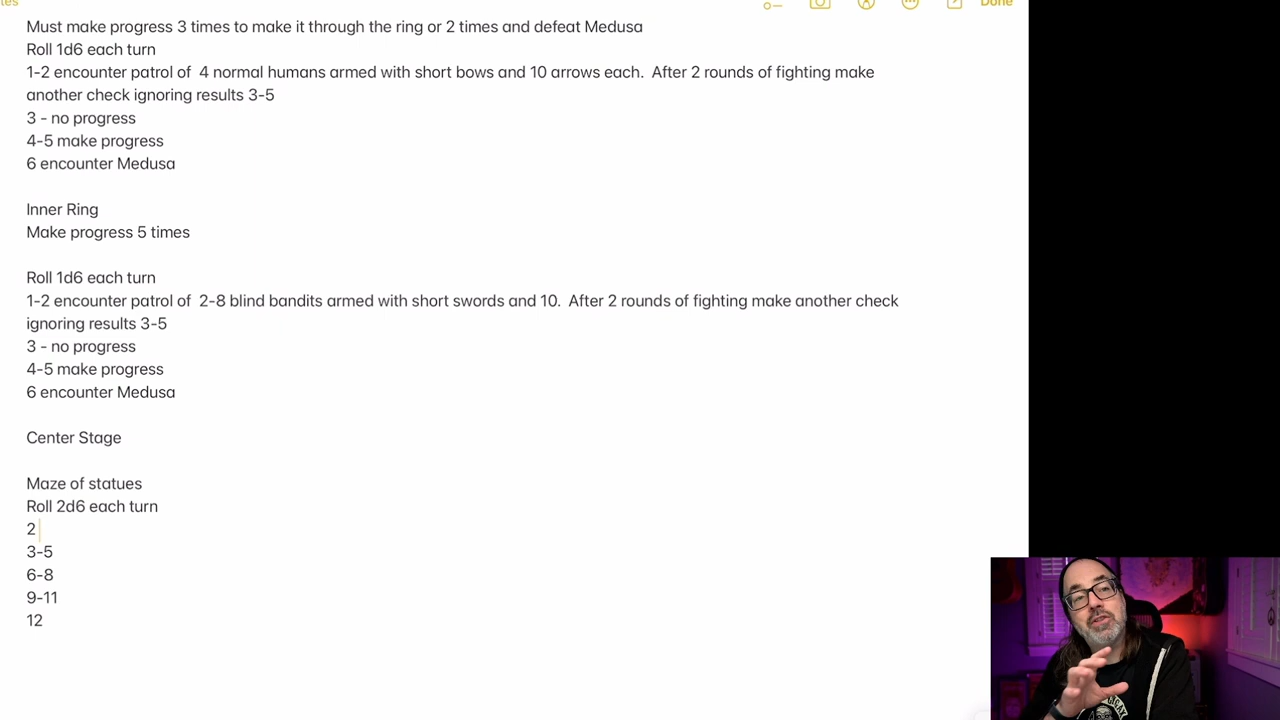 tes
Done
Must make progress 3 times to make it through the ring or 2 times and defeat Medusa
Roll 1d6 each turn
1-2 encounter patrol of  4 normal humans armed with short bows and 10 arrows each.  After 2 rounds of fighting make
another check ignoring results 3-5
3 - no progress
4-5 make progress
6 encounter Medusa
Inner Ring
Make progress 5 times
Roll 1d6 each turn
1-2 encounter patrol of  2-8 blind bandits armed with short swords and 10.  After 2 rounds of fighting make another check
ignoring results 3-5
3 - no progress
4-5 make progress
6 encounter Medusa
Center Stage
Maze of statues
Roll 2d6 each turn
2
3-5
6-8
9-11
12